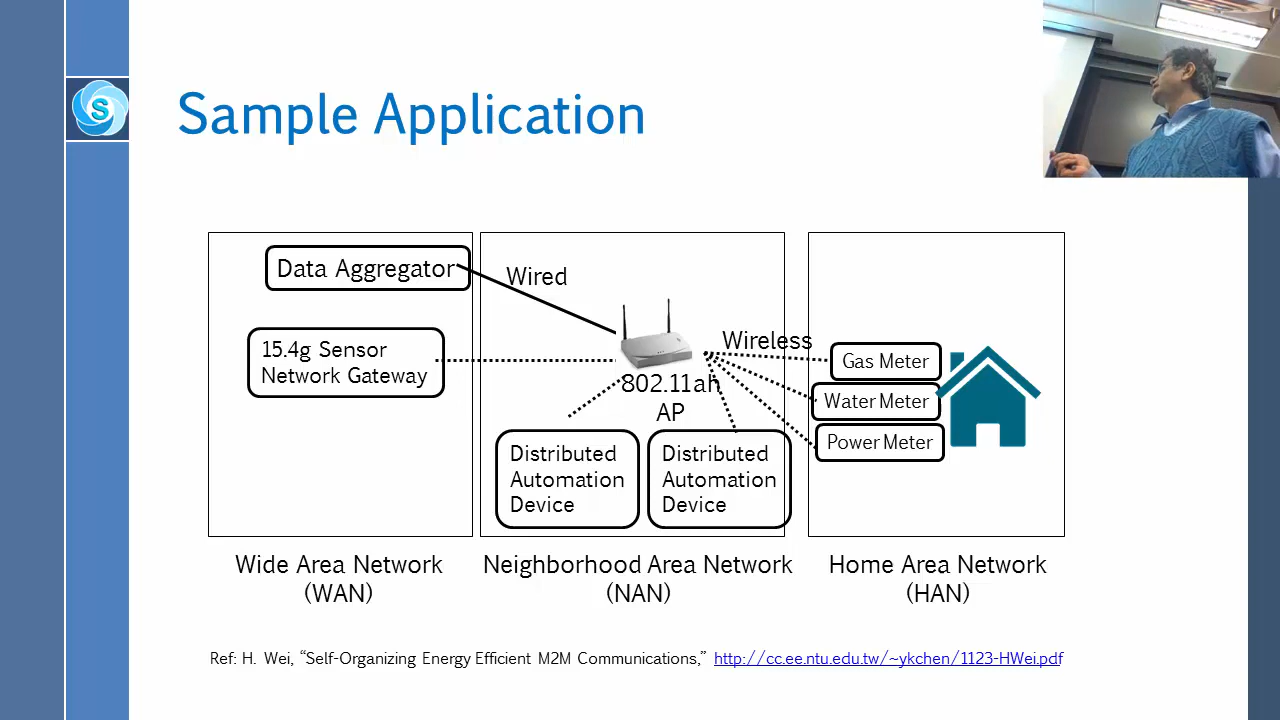 S
Sample Application
Data Aggregator
Wired
15.4g Sensor
Network Gateway
Wireless
802.11ah
AP
Gas Meter
Water Meter
Power Meter
Distributed
Automation
Device
Distributed
Automation
Device
Wide Area Network
(WAN)
Neighborhood Area Network
(NAN)
Home Area Network
(HAN)
Ref: H. Wei, “Self-Organizing Energy Efficient M2M Communications,” http://cc.ee.ntu.edu.tw/~ykchen/1123-HWei.pdf